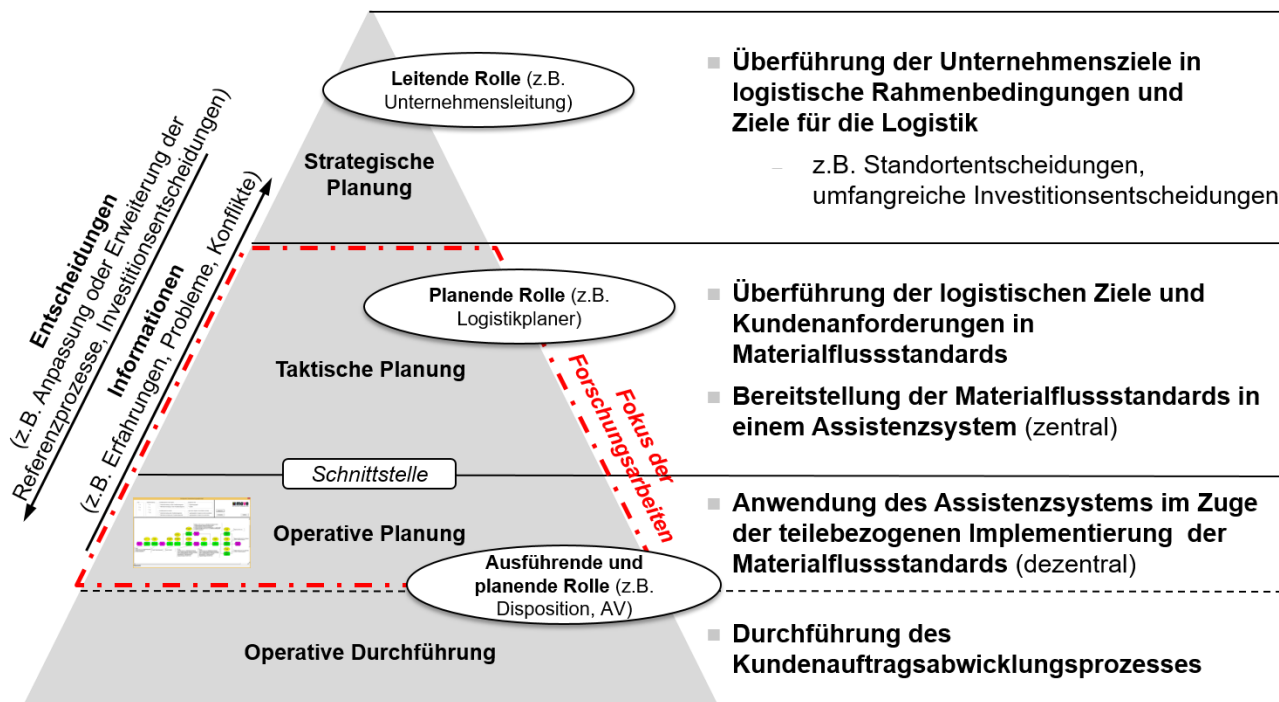 Leitende Rolle (z.B.
Unternehmensleitung)
Strategische
Planung
Überführung der Unternehmensziele in
logistische Rahmenbedingungen und
Ziele für die Logistik
– z.B. Standortentscheidungen,
umfangreiche Investitionsentscheidungen
Entscheidungen
(z.B. Anpassung oder Erweiterung der
Referenzprozesse, Investitionsentscheidungen)
Informationen
(z.B. Erfahrungen, Probleme, Konflikte)
Planende Rolle (z.B.
Logistikplaner)
Taktische Planung
Fokus der
Forschungsarbeiten
Überführung der logistischen Ziele und
Kundenanforderungen in
Materialflussstandards
Bereitstellung der Materialflussstandards in
einem Assistenzsystem (zentral)
Schnittstelle
Operative Planung
Ausführende und
planende Rolle (z.B.
Disposition, AV)
Anwendung des Assistenzsystems im Zuge
der teilebezogenen Implementierung der
Materialflussstandards (dezentral)
Operative Durchführung
Durchführung des
Kundenauftragsabwicklungsprozesses